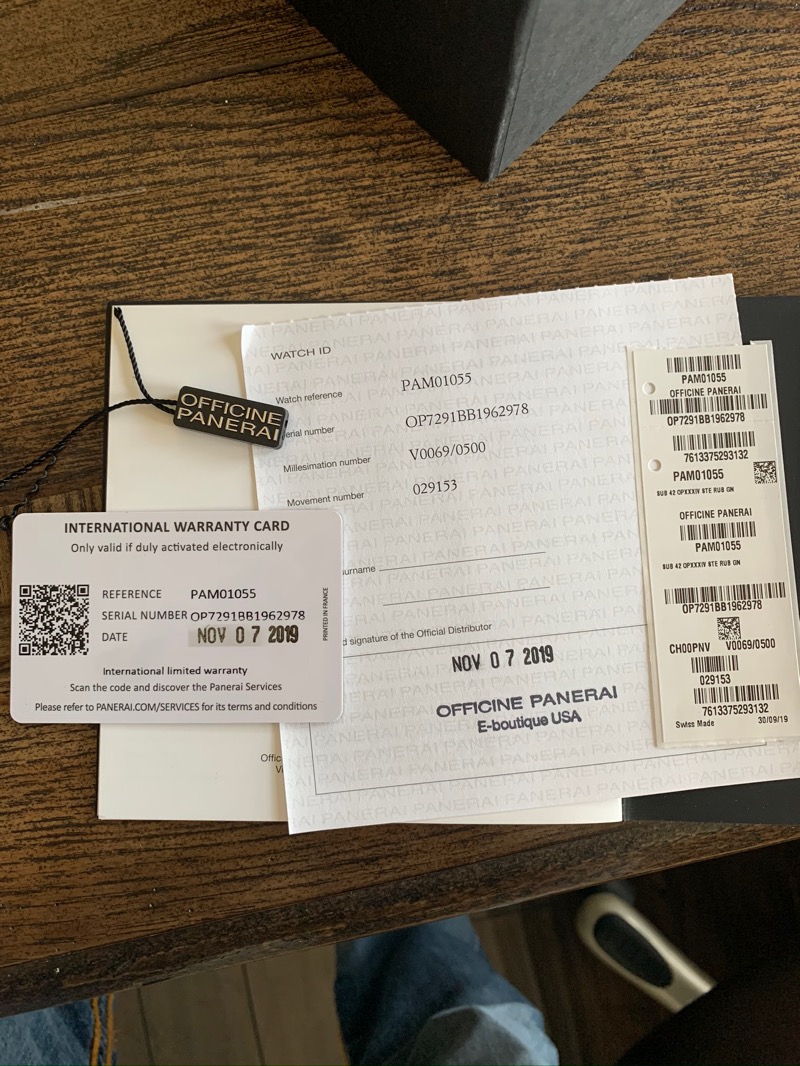 WATCH ID
Watch reference PAM01055
erial number OP7291BB1962978
Millesimation number V0069/0500
Movement number 029153
urname
d signature of the Official Distributor
NOV 07 2019
OFFICINE PANERAI
E-boutique USA
OFFICINE
PANERAI
INTERNATIONAL WARRANTY CARD
Only valid if duly activated electronically
REFERENCE PAM01055
SERIAL NUMBER OP7291BB1962978
DATE NOV 07 2019
International limited warranty
Scan the code and discover the Panerai Services
Please refer to PANERAI.COM/SERVICES for its terms and conditions
PRINTED IN FRANCE
Offic
Vi
PAM01055
OFFICINE PANERAI
OP7291BB1962978
7613375293132
PAM01055
SUB 42 OPXXXIV STE RUB GN
OFFICINE PANERAI
PAM01055
SUB 42 OPXXXIV STE RUB GN
OP7291BB1962978
CH00PNV V0069/0500
029153
7613375293132
Swiss Made 30/09/19